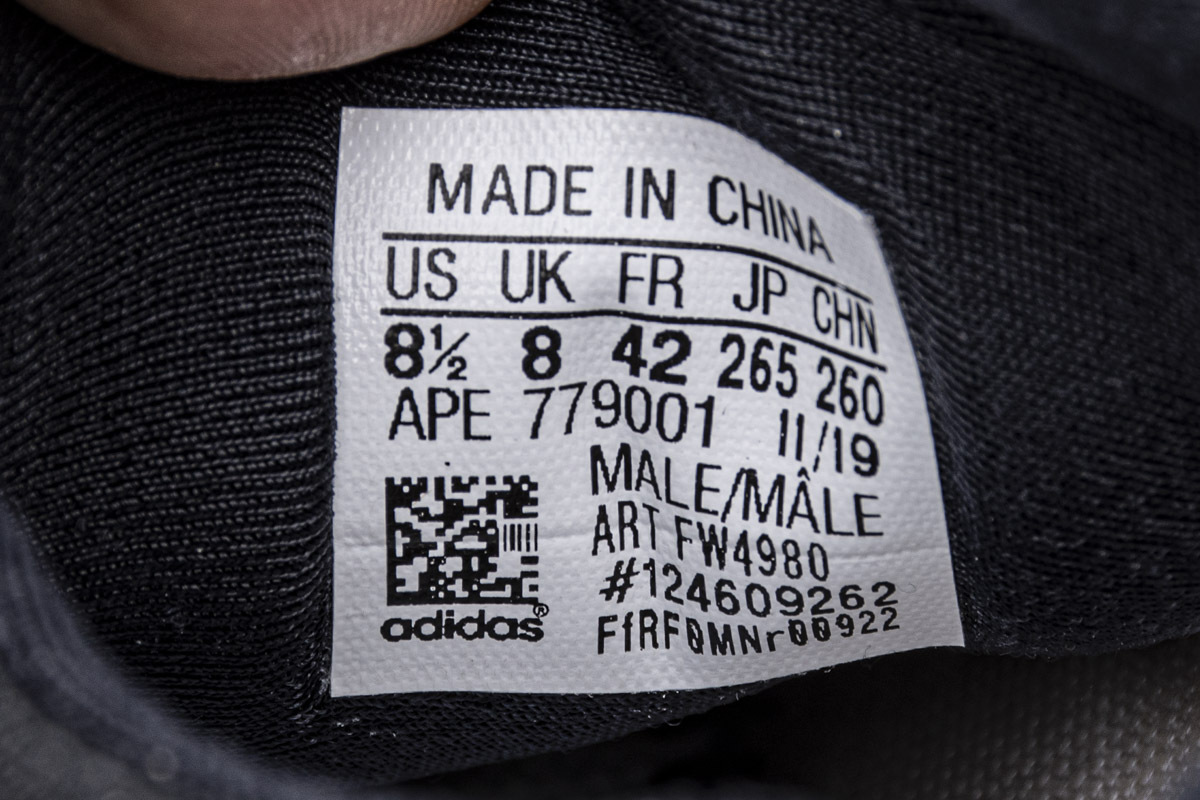 MADE IN CHINA
US UK FR JP CHN
8½ 8 42 265 260
APE 779001 11/19
MALE/MÂLE
ART FW4980
#124609262
FfRF0MNr00922
adidas®